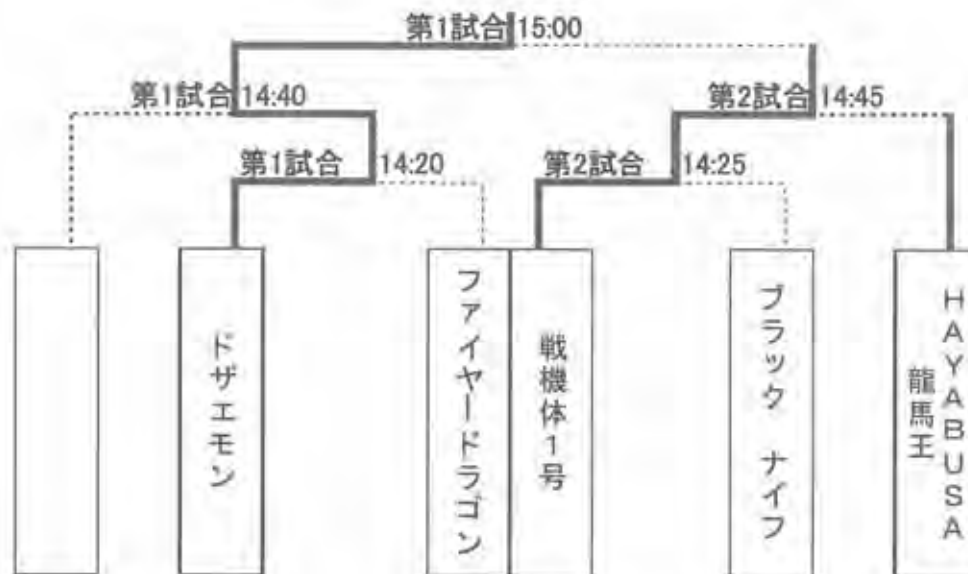 第1試合 15:00
第1試合 14:40
第2試合 14:45
第1試合 14:20
第2試合 14:25
ドザエモン
ファイヤードラゴン
戦機体1号
ブラック ナイフ
HAYABUSA
龍馬王